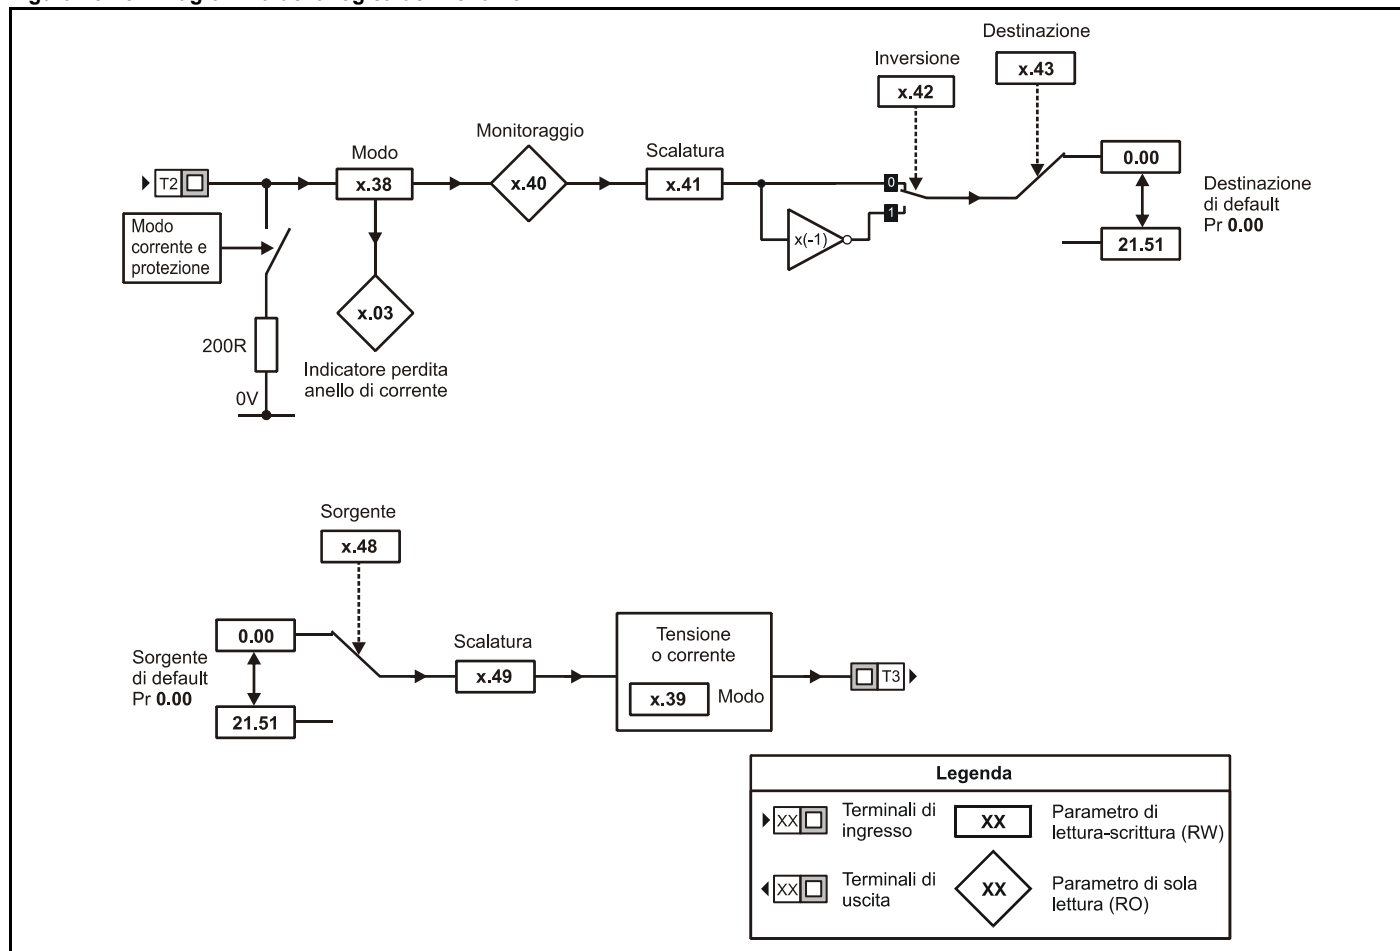 Destinazione
Inversione
x.43
x.42
Monitoraggio
Modo
Scalatura
0.00
T2
x.38
x.40
x.41
0
1
Destinazione
di default
Pr 0.00
Modo
corrente e
protezione
x(-1)
21.51
x.03
200R
Indicatore perdita
anello di corrente
0V
Sorgente
x.48
0.00
Scalatura
Tensione
o corrente
Sorgente
di default
Pr 0.00
x.49
T3
x.39
Modo
21.51
Legenda
XX
Terminali di
ingresso
XX
Parametro di
lettura-scrittura (RW)
XX
Terminali di
uscita
XX
Parametro di sola
lettura (RO)